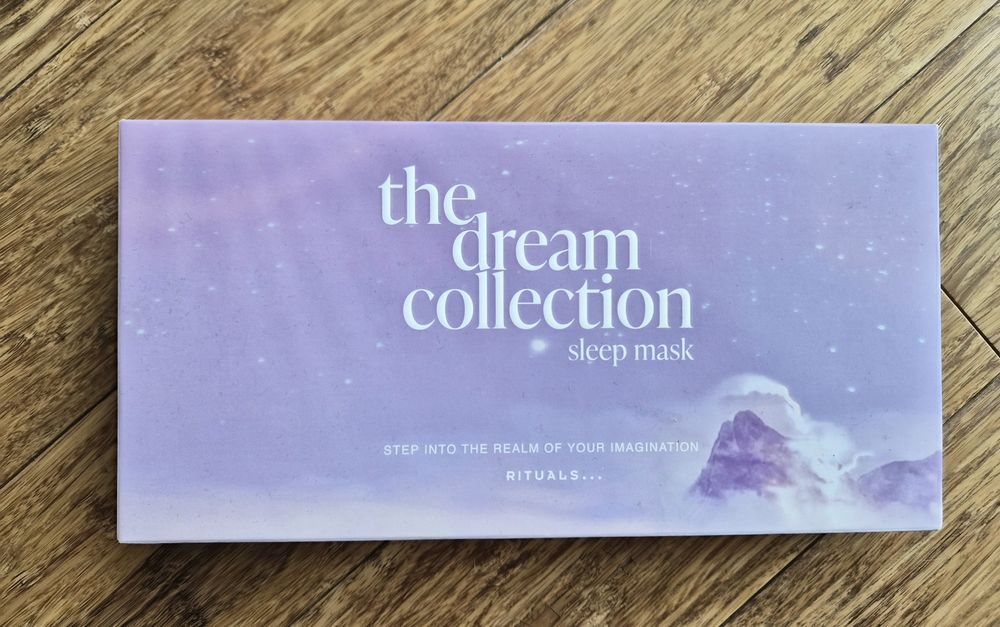 the
dream
collection
sleep mask
STEP INTO THE REALM OF YOUR IMAGINATION
RITUALS...